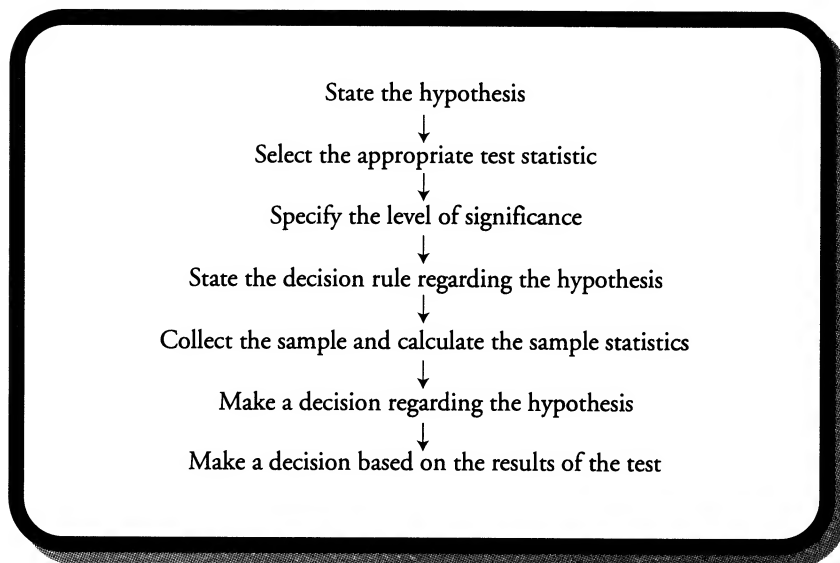 State the hypothesis
Select the appropriate test statistic
Specify the level of significance
State the decision rule regarding the hypothesis
Collect the sample and calculate the sample statistics
Make a decision regarding the hypothesis
Make a decision based on the results of the test